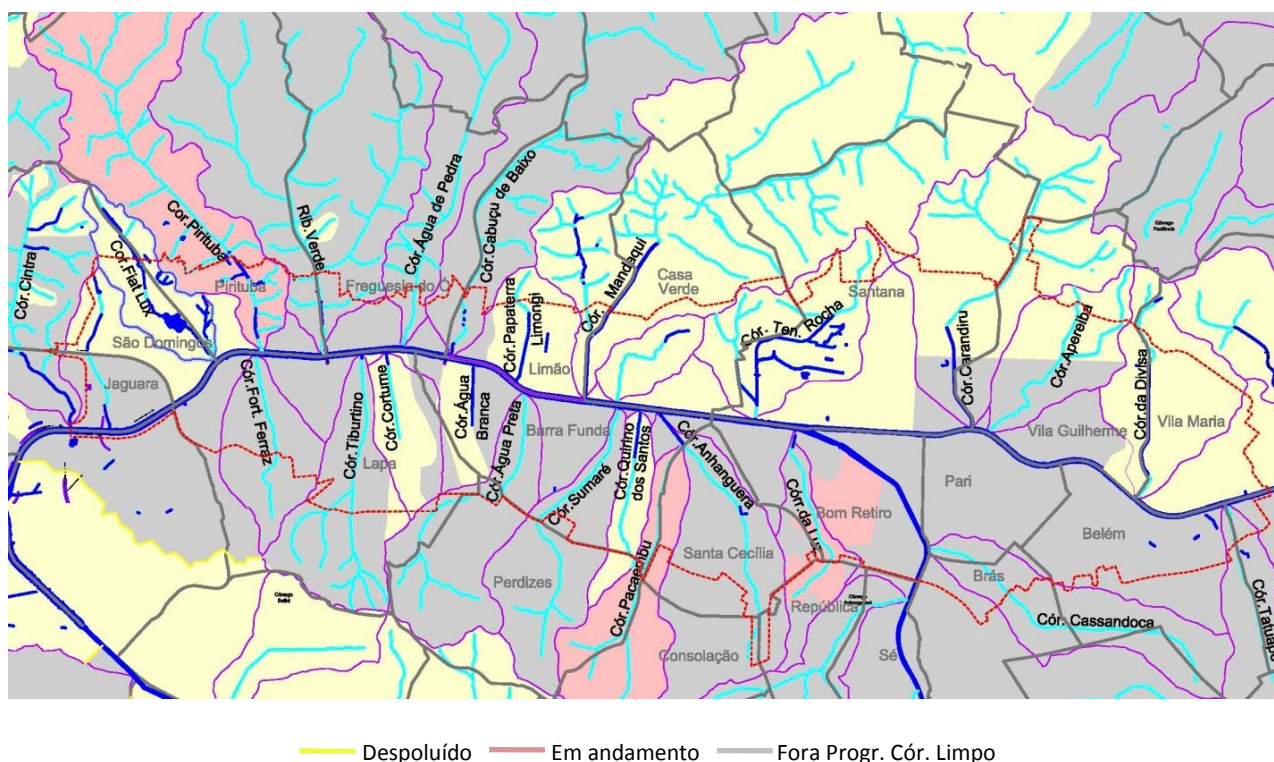 Cór.Cintra
Cór.Fiat Lux
São Domingos
Jaguara
Cór.Pirituba
Pirituba
Rib.Verde
Freguesia do Ó
Cór.Água de Pedra
Cór.Cabuçu de Baixo
Cór.Papaterra
Limongi
Limão
Cór. Mandaqui
Casa
Verde
Cór. Ten. Rocha
Santana
Cór.Carandiru
Cór.Apereiba
Cór.da Divisa
Vila Maria
Vila Guilherme
Cór.Fort. Ferraz
Cór.Tiburtino
Lapa
Cór.Cortume
Cór.Água
Branca
Cór.Água Preta
Barra Funda
Cór.Sumaré
Cór.Quirino
dos Santos
Cór.Anhanguera
Córr.da Luz
Bom Retiro
Pari
Belém
Brás
Perdizes
Cór.Pacaembu
Santa Cecília
República
Consolação
Sé
Cór. Cassandoca
Cór.Tatuapé
Despoluído
Em andamento
Fora Progr. Cór. Limpo